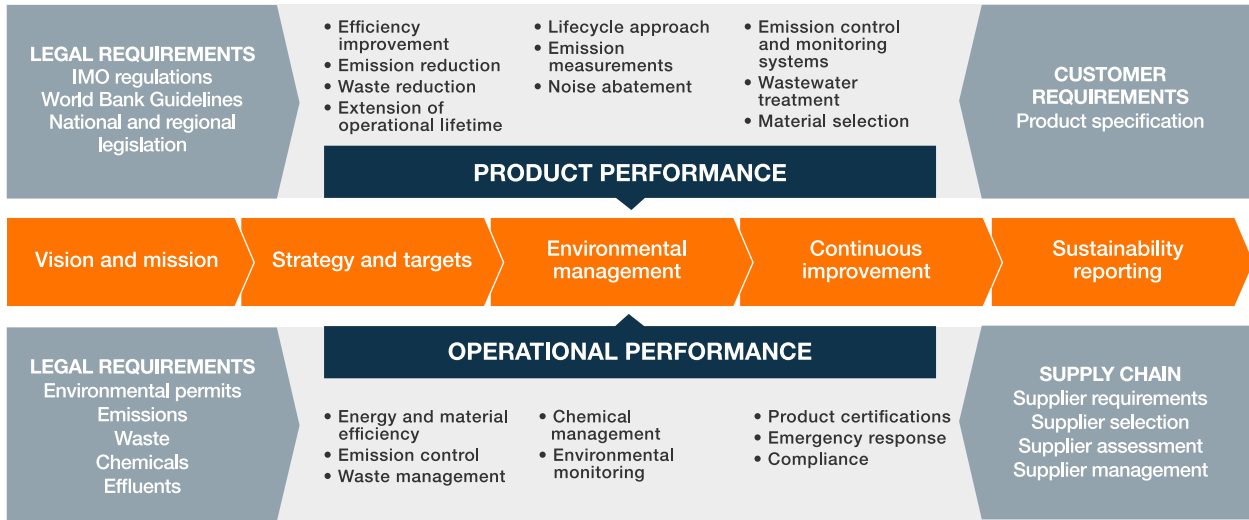 LEGAL REQUIREMENTS
IMO regulations
World Bank Guidelines
National and regional
legislation
• Efficiency
improvement
• Emission reduction
• Waste reduction
• Extension of
operational lifetime
• Lifecycle approach
• Emission
measurements
• Noise abatement
• Emission control
and monitoring
systems
• Wastewater
treatment
• Material selection
CUSTOMER
REQUIREMENTS
Product specification
PRODUCT PERFORMANCE
Vision and mission
Strategy and targets
Environmental
management
Continuous
improvement
Sustainability
reporting
OPERATIONAL PERFORMANCE
LEGAL REQUIREMENTS
Environmental permits
Emissions
Waste
Chemicals
Effluents
• Energy and material
efficiency
• Emission control
• Waste management
• Chemical
management
• Environmental
monitoring
• Product certifications
• Emergency response
• Compliance
SUPPLY CHAIN
Supplier requirements
Supplier selection
Supplier assessment
Supplier management